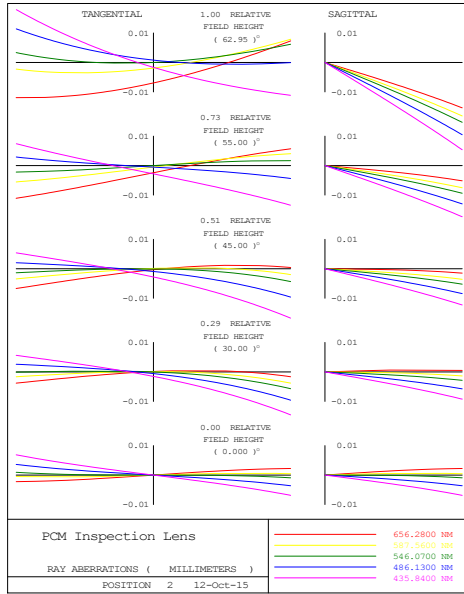 TANGENTIAL 1.00 RELATIVE SAGITTAL
FIELD HEIGHT
( 62.95 )°
0.01 0.01
-0.01 -0.01
0.73 RELATIVE
FIELD HEIGHT
( 55.00 )°
0.01 0.01
-0.01 -0.01
0.51 RELATIVE
FIELD HEIGHT
( 45.00 )°
0.01 0.01
-0.01 -0.01
0.29 RELATIVE
FIELD HEIGHT
( 30.00 )°
0.01 0.01
-0.01 -0.01
0.00 RELATIVE
FIELD HEIGHT
( 0.000 )°
0.01 0.01
-0.01 -0.01
PCM Inspection Lens
RAY ABERRATIONS ( MILLIMETERS )
POSITION 2 12-Oct-15
656.2800 NM
NM
546.0700 NM
486.1300 NM
435.8400 NM